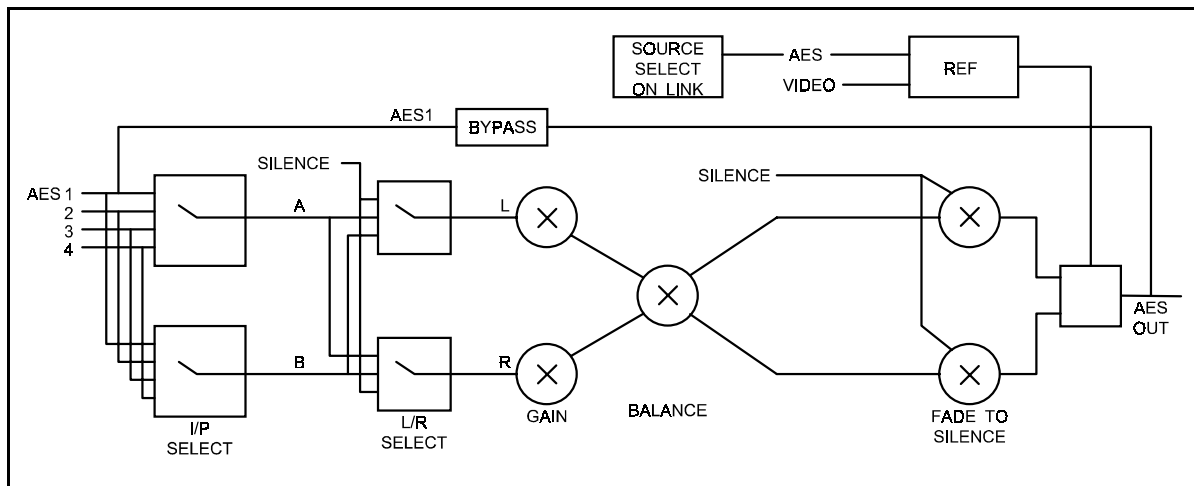 SOURCE
SELECT
ON LINK
AES
VIDEO
REF
AES1
BYPASS
SILENCE
SILENCE
AES 1
2
3
4
A
L
B
R
I/P
SELECT
L/R
SELECT
GAIN
BALANCE
FADE TO
SILENCE
AES
OUT